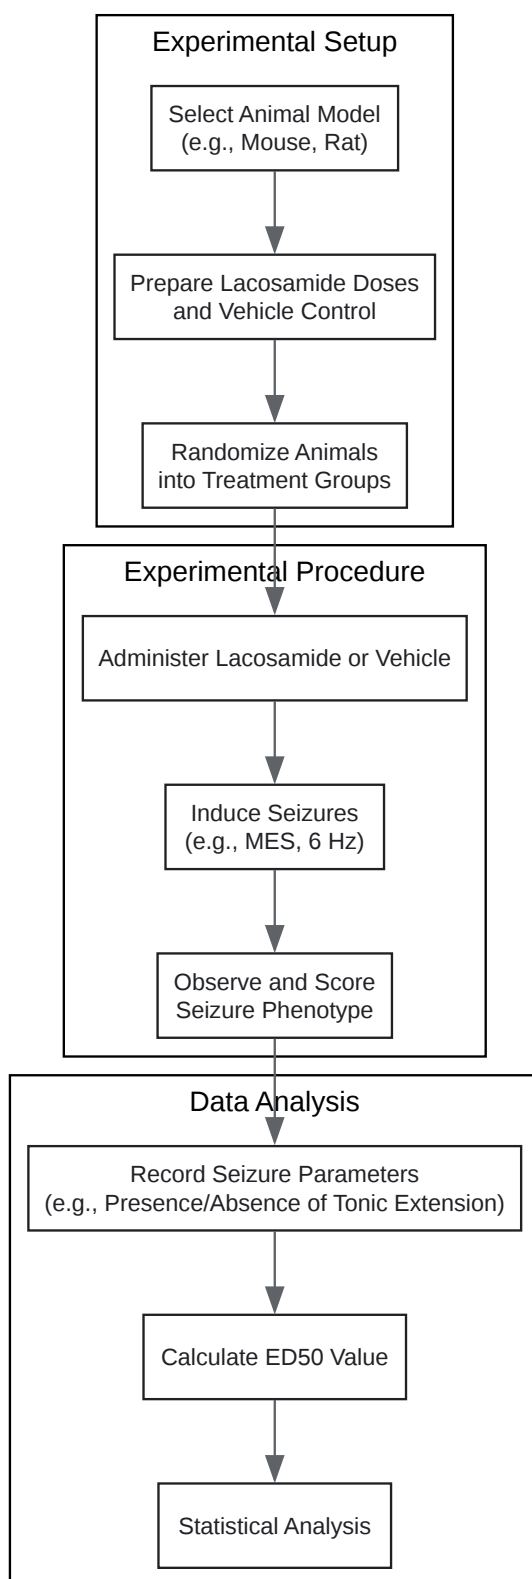 Experimental Setup
Select Animal Model
(e.g., Mouse, Rat)
Prepare Lacosamide Doses
and Vehicle Control
Randomize Animals
into Treatment Groups
Experimental Procedure
Administer Lacosamide or Vehicle
Induce Seizures
(e.g., MES, 6 Hz)
Observe and Score
Seizure Phenotype
Data Analysis
Record Seizure Parameters
(e.g., Presence/Absence of Tonic Extension)
Calculate ED50 Value
Statistical Analysis